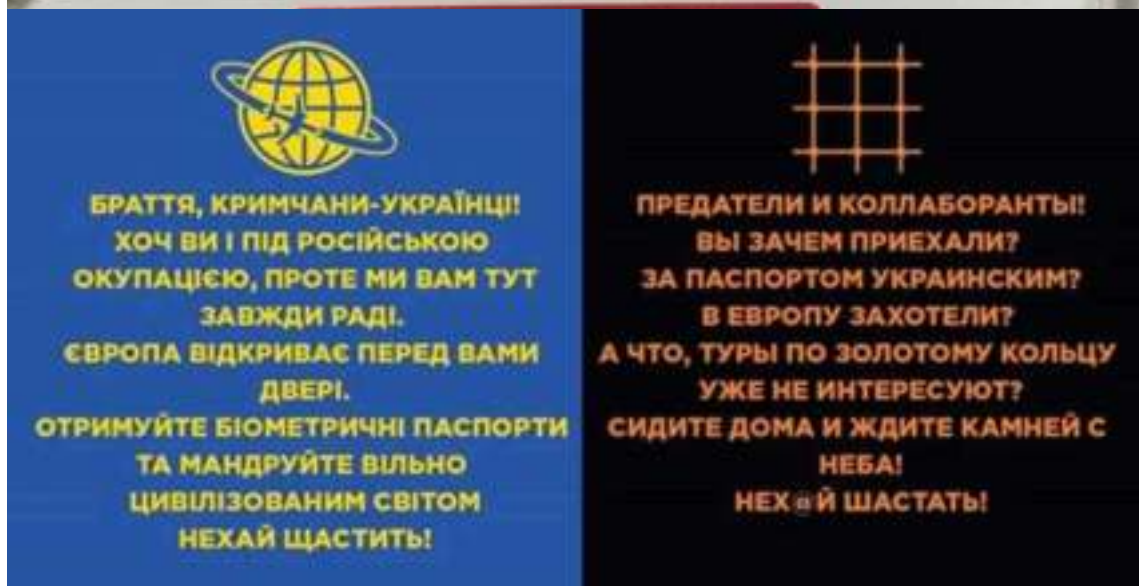 БРАТТЯ, КРИМЧАНИ-УКРАЇНЦІ!
ХОЧ ВИ І ПІД РОСІЙСЬКОЮ
ОКУПАЦІЄЮ, ПРОТЕ МИ ВАМ ТУТ
ЗАВЖДИ РАДІ.
ЄВРОПА ВІДКРИВАЄ ПЕРЕД ВАМИ
ДВЕРІ.
ОТРИМУЙТЕ БІОМЕТРИЧНІ ПАСПОРТИ
ТА МАНДРУЙТЕ ВІЛЬНО
ЦИВІЛІЗОВАНИМ СВІТОМ
НЕХАЙ ЩАСТИТЬ!
ПРЕДАТЕЛИ И КОЛЛАБОРАНТЫ!
ВЫ ЗАЧЕМ ПРИЕХАЛИ?
ЗА ПАСПОРТОМ УКРАИНСКИМ?
В ЕВРОПУ ЗАХОТЕЛИ?
А ЧТО, ТУРЫ ПО ЗОЛОТОМУ КОЛЬЦУ
УЖЕ НЕ ИНТЕРЕСУЮТ?
СИДИТЕ ДОМА И ЖДИТЕ КАМНЕЙ С
НЕБА!
НЕХ@Й ШАСТАТЬ!